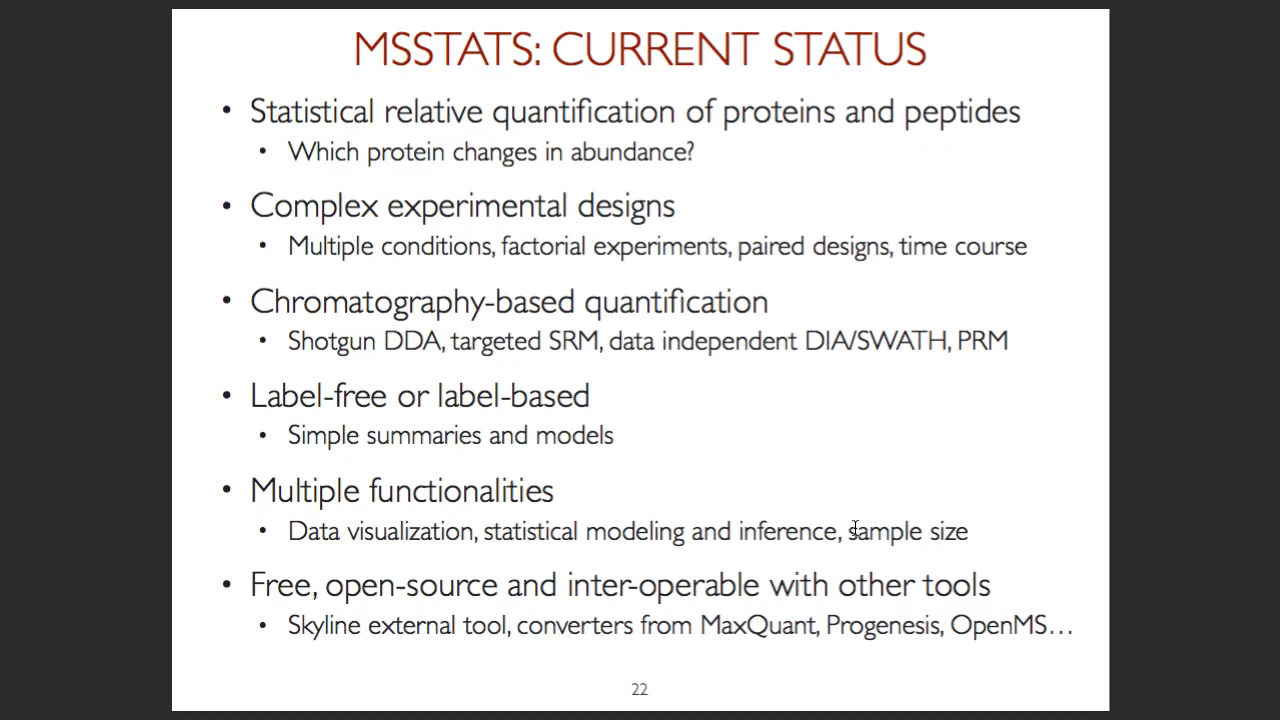 MSSTATS: CURRENT STATUS
• Statistical relative quantification of proteins and peptides
• Which protein changes in abundance?
• Complex experimental designs
• Multiple conditions, factorial experiments, paired designs, time course
• Chromatography-based quantification
• Shotgun DDA, targeted SRM, data independent DIA/SWATH, PRM
• Label-free or label-based
• Simple summaries and models
• Multiple functionalities
• Data visualization, statistical modeling and inference, sample size
• Free, open-source and inter-operable with other tools
• Skyline external tool, converters from MaxQuant, Progenesis, OpenMS…
22